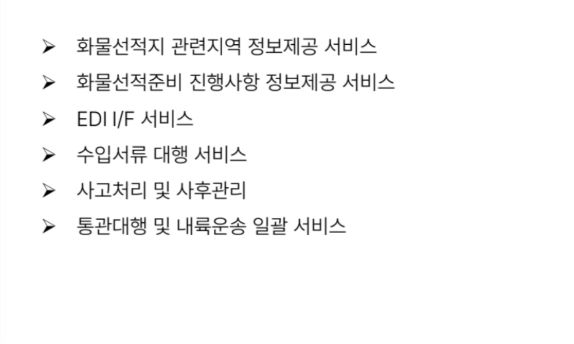 ➢ 화물선적지 관련지역 정보제공 서비스
➢ 화물선적준비 진행사항 정보제공 서비스
➢ EDI I/F 서비스
➢ 수입서류 대행 서비스
➢ 사고처리 및 사후관리
➢ 통관대행 및 내륙운송 일괄 서비스